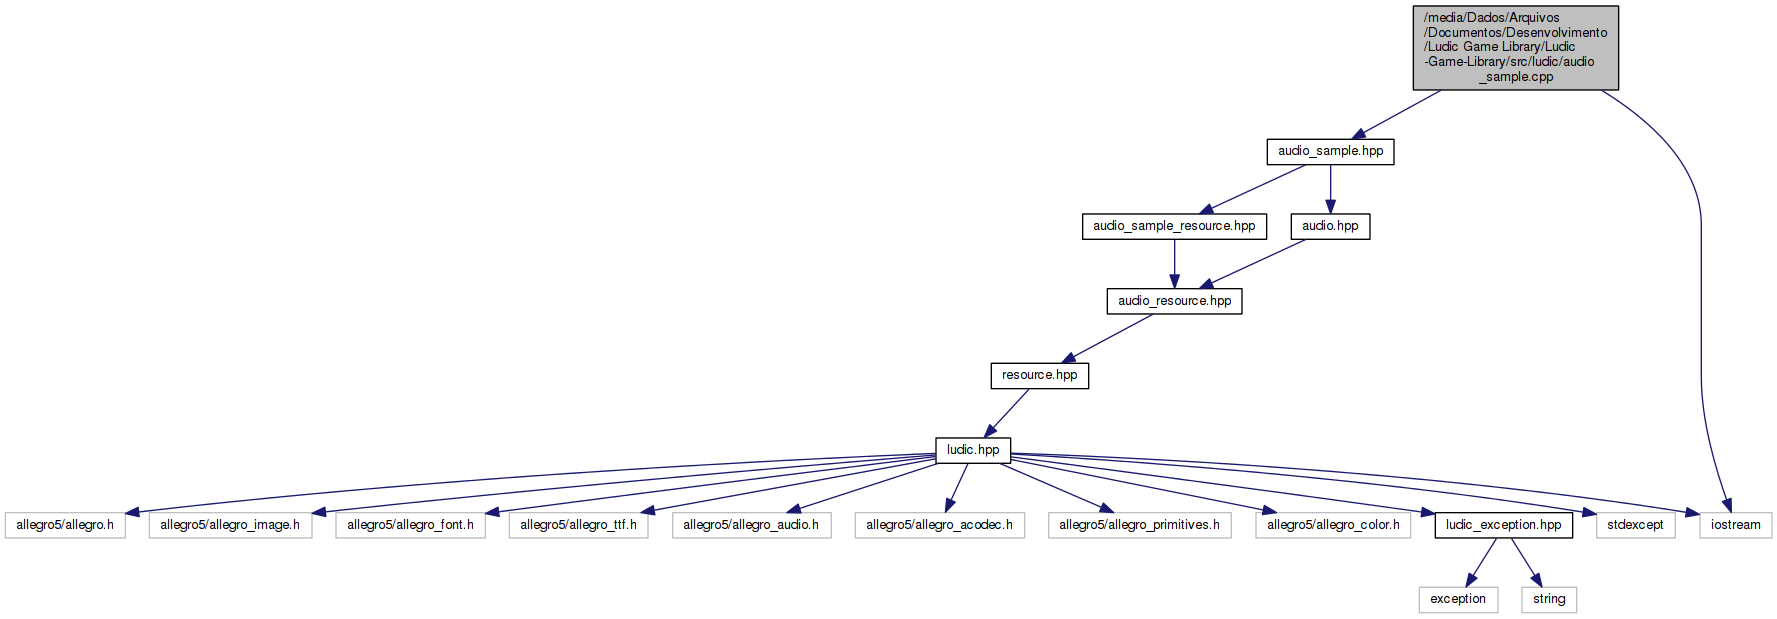 /media/Dados/Arquivos
/Documentos/Desenvolvimento
/Ludic Game Library/Ludic
-Game-Library/src/ludic/audio
_sample.cpp
audio_sample.hpp
audio_sample_resource.hpp
audio.hpp
audio_resource.hpp
resource.hpp
ludic.hpp
allegro5/allegro.h
allegro5/allegro_image.h
allegro5/allegro_font.h
allegro5/allegro_ttf.h
allegro5/allegro_audio.h
allegro5/allegro_acodec.h
allegro5/allegro_primitives.h
allegro5/allegro_color.h
ludic_exception.hpp
stdexcept
iostream
exception
string